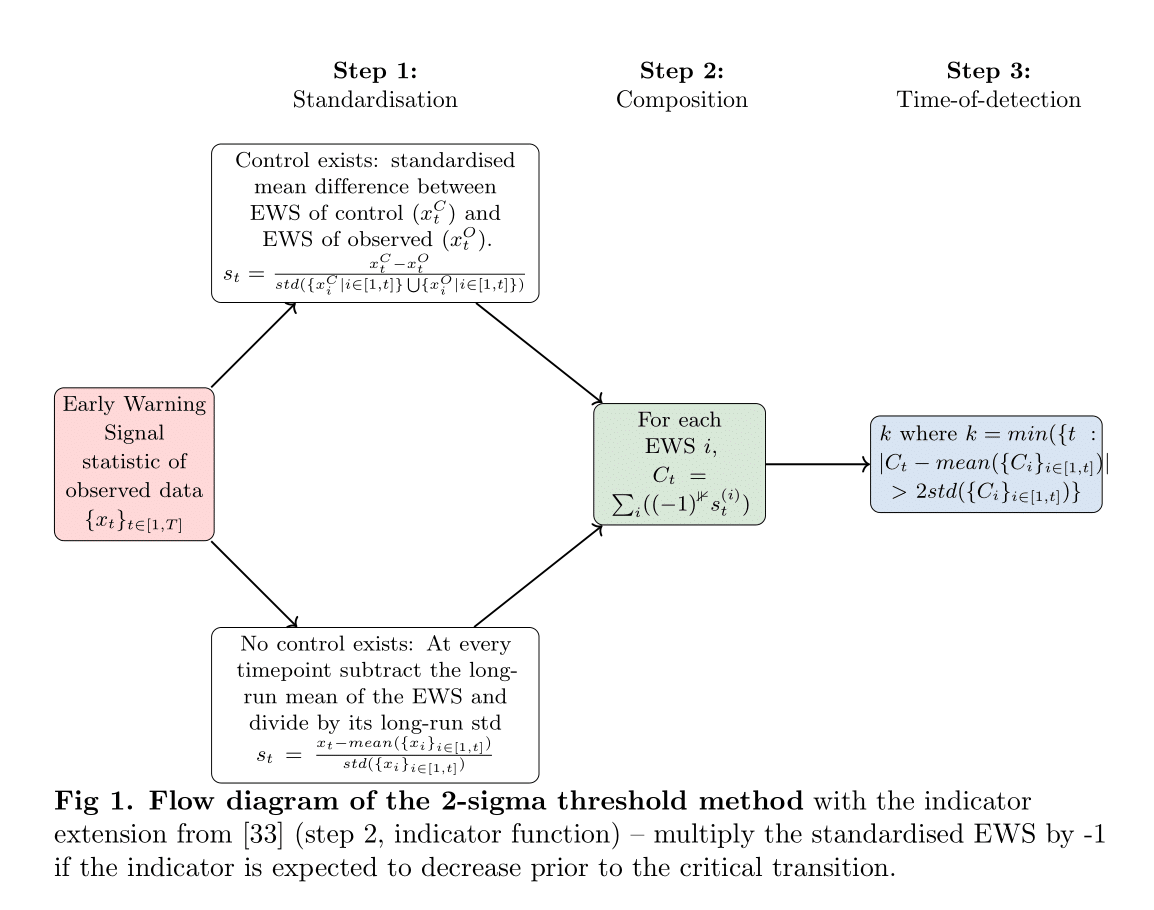 Step 1:
Standardisation
Step 2:
Composition
Step 3:
Time-of-detection
Control exists: standardised
mean difference between
EWS of control ($x_t^C$) and
EWS of observed ($x_t^O$).
$s_t = \frac{x_t^C - x_t^O}{std(\{x_i^C | i \in [1,t]\} \bigcup \{x_i^O | i \in [1,t]\})}$
Early Warning
Signal
statistic of
observed data
$\{x_t\}_{t \in [1,T]}$
For each
EWS $i$,
$C_t =$
$\sum_i ((-1)^{⊮} s_t^{(i)})$
$k$ where $k = min(\{t :$
$|C_t - mean(\{C_i\}_{i \in [1,t]})|$
$> 2std(\{C_i\}_{i \in [1,t]})\}$
No control exists: At every
timepoint subtract the long-
run mean of the EWS and
divide by its long-run std
$s_t = \frac{x_t - mean(\{x_i\}_{i \in [1,t]})}{std(\{x_i\}_{i \in [1,t]})}$
Fig 1. Flow diagram of the 2-sigma threshold method with the indicator
extension from [33] (step 2, indicator function) – multiply the standardised EWS by -1
if the indicator is expected to decrease prior to the critical transition.